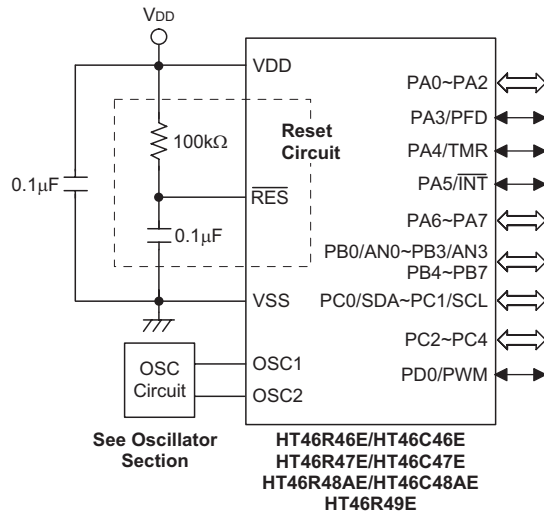 VDD
VDD
PA0~PA2
PA3/PFD
100kΩ
Reset
Circuit
PA4/TMR
0.1μF
PA5/INT
RES
PA6~PA7
0.1μF
PB0/AN0~PB3/AN3
PB4~PB7
VSS
PC0/SDA~PC1/SCL
PC2~PC4
OSC
Circuit
OSC1
OSC2
PD0/PWM
See Oscillator
Section
HT46R46E/HT46C46E
HT46R47E/HT46C47E
HT46R48AE/HT46C48AE
HT46R49E